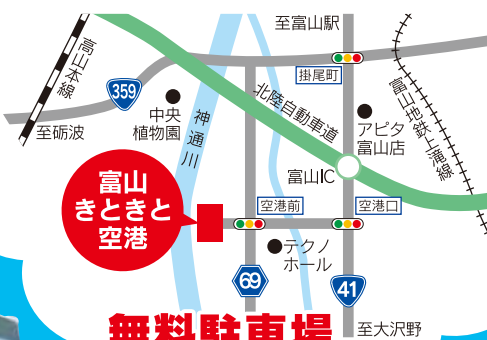 至富山駅
高山本線
359
掛尾町
中央
植物園
神通川
北陸自動車道
アピタ
富山店
富山地鉄上滝線
至砺波
富山IC
富山
きときと
空港
空港前
空港口
テクノ
ホール
69
41
無料駐車場
至大沢野